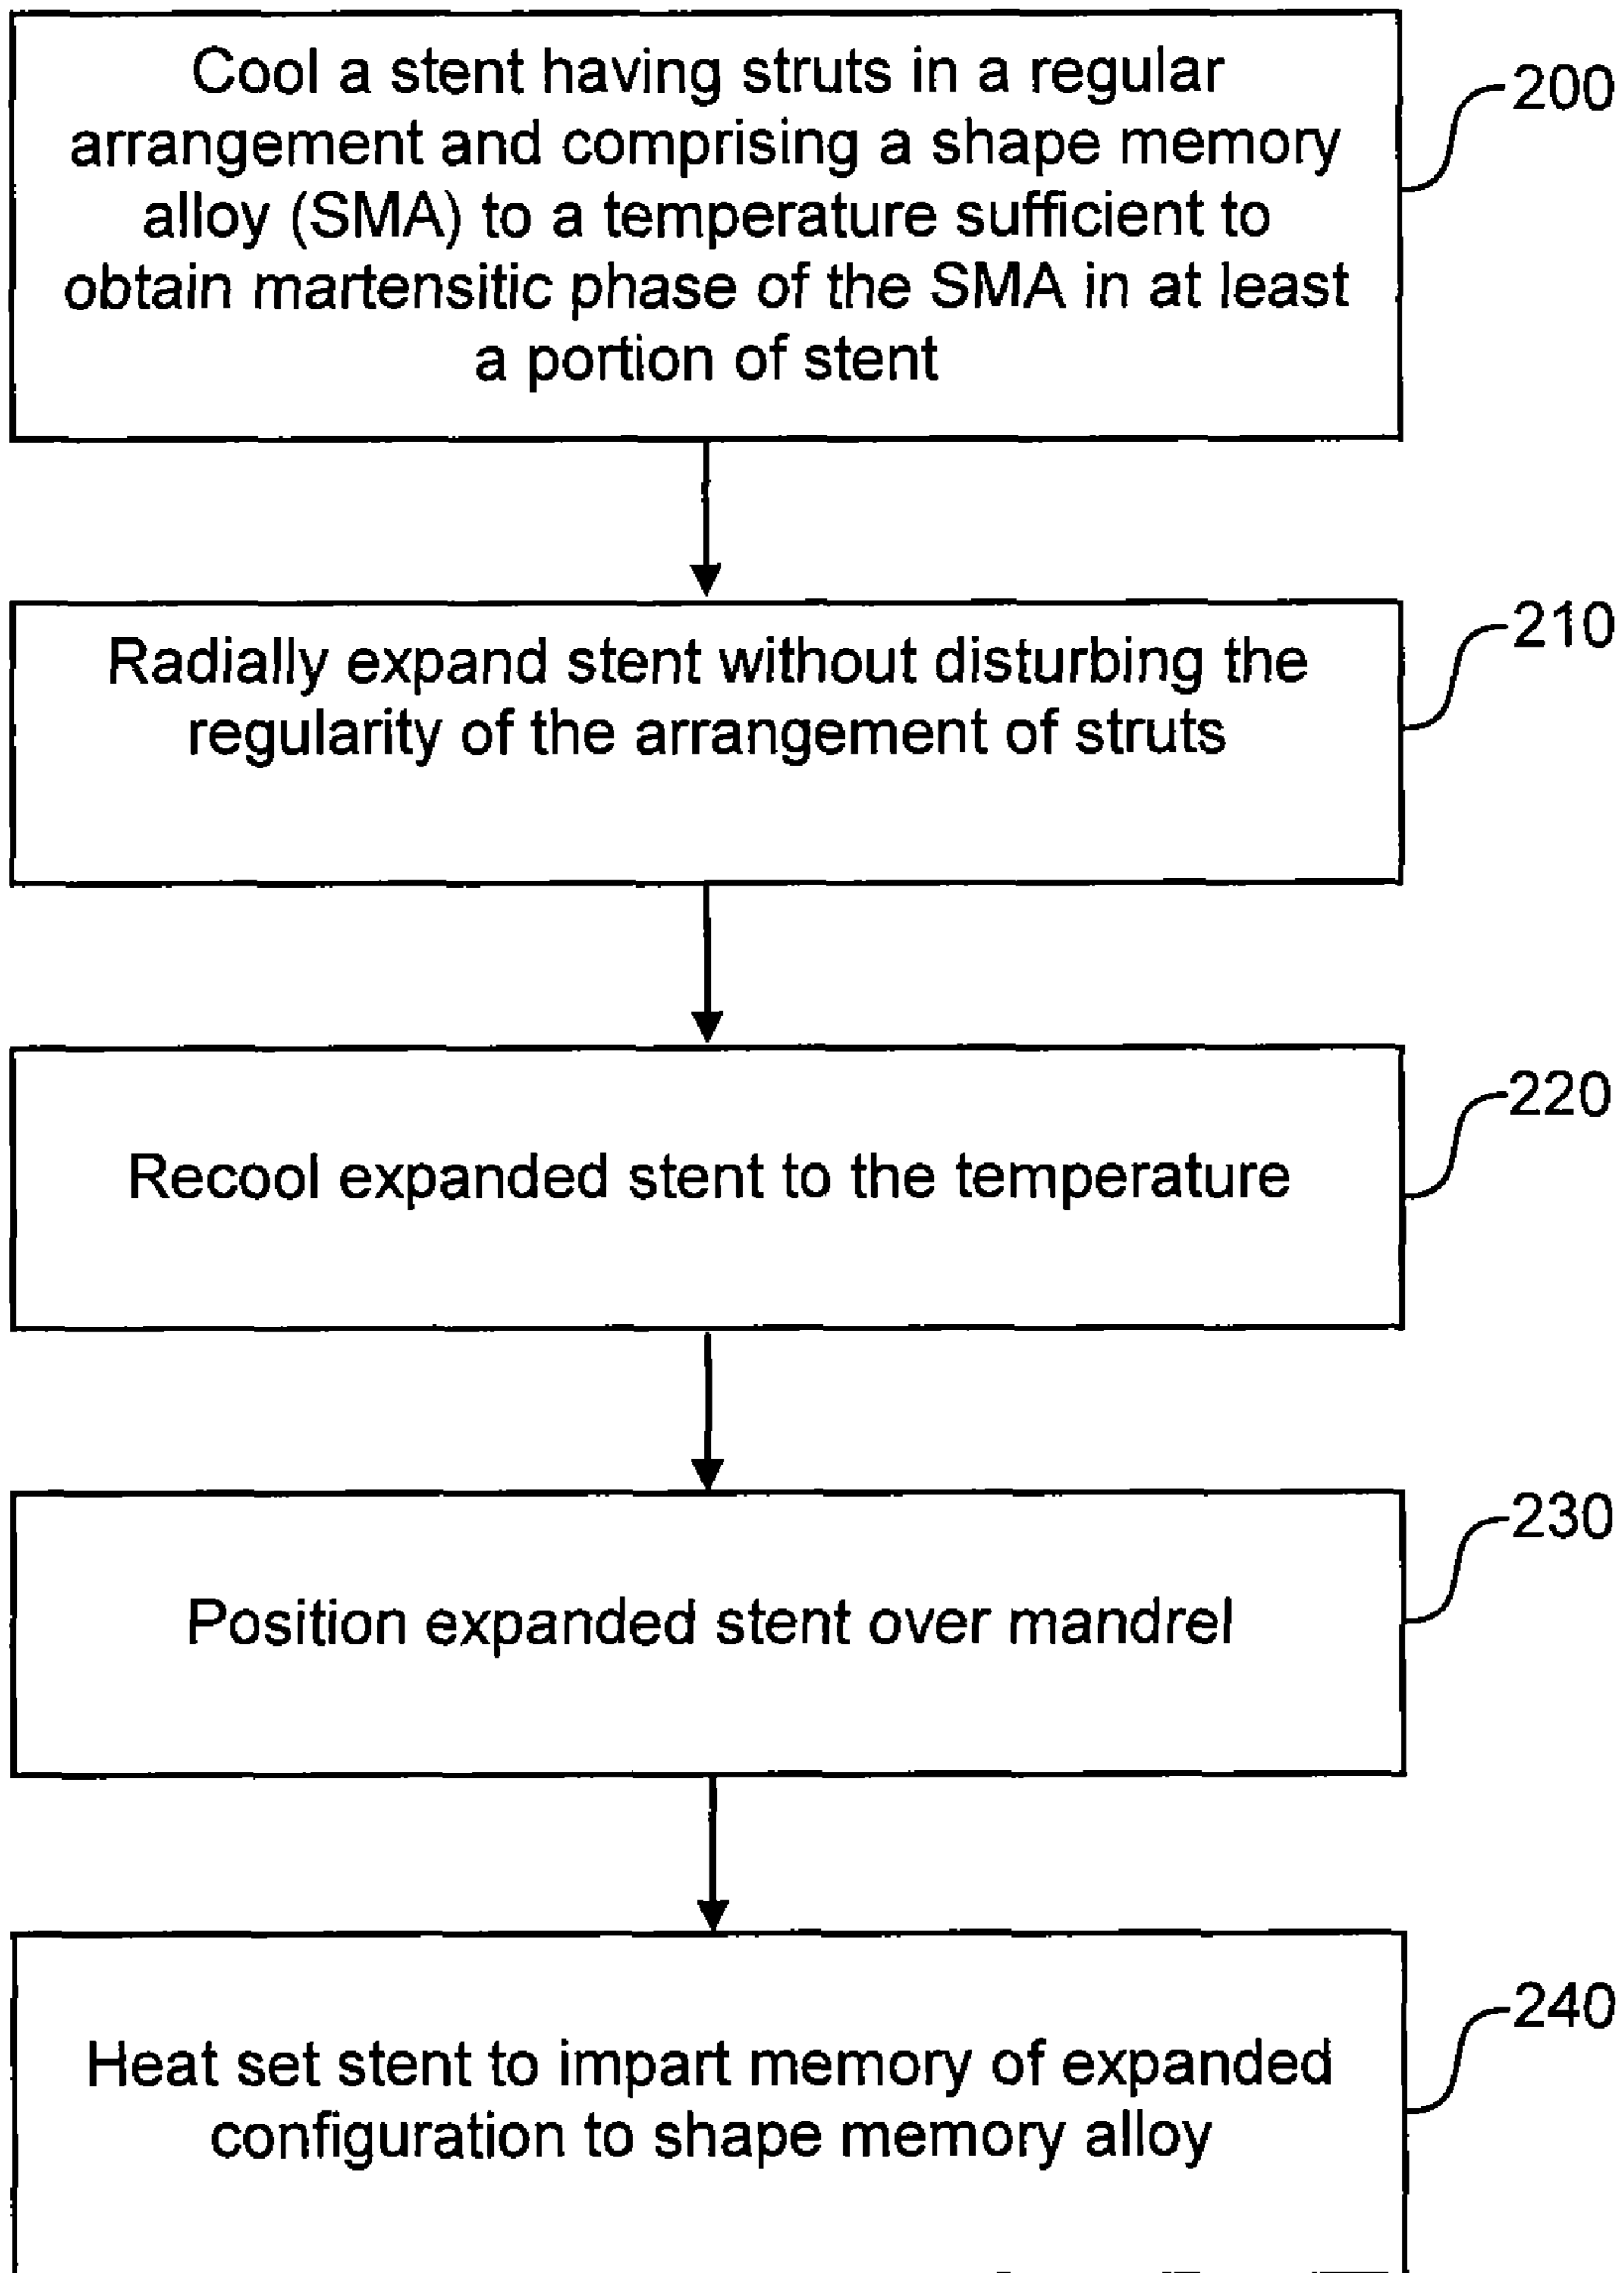 Cool a stent having struts in a regular
arrangement and comprising a shape memory
alloy (SMA) to a temperature sufficient to
obtain martensitic phase of the SMA in at least
a portion of stent
200
Radially expand stent without disturbing the
regularity of the arrangement of struts
210
Recool expanded stent to the temperature
220
Position expanded stent over mandrel
230
Heat set stent to impart memory of expanded
configuration to shape memory alloy
240